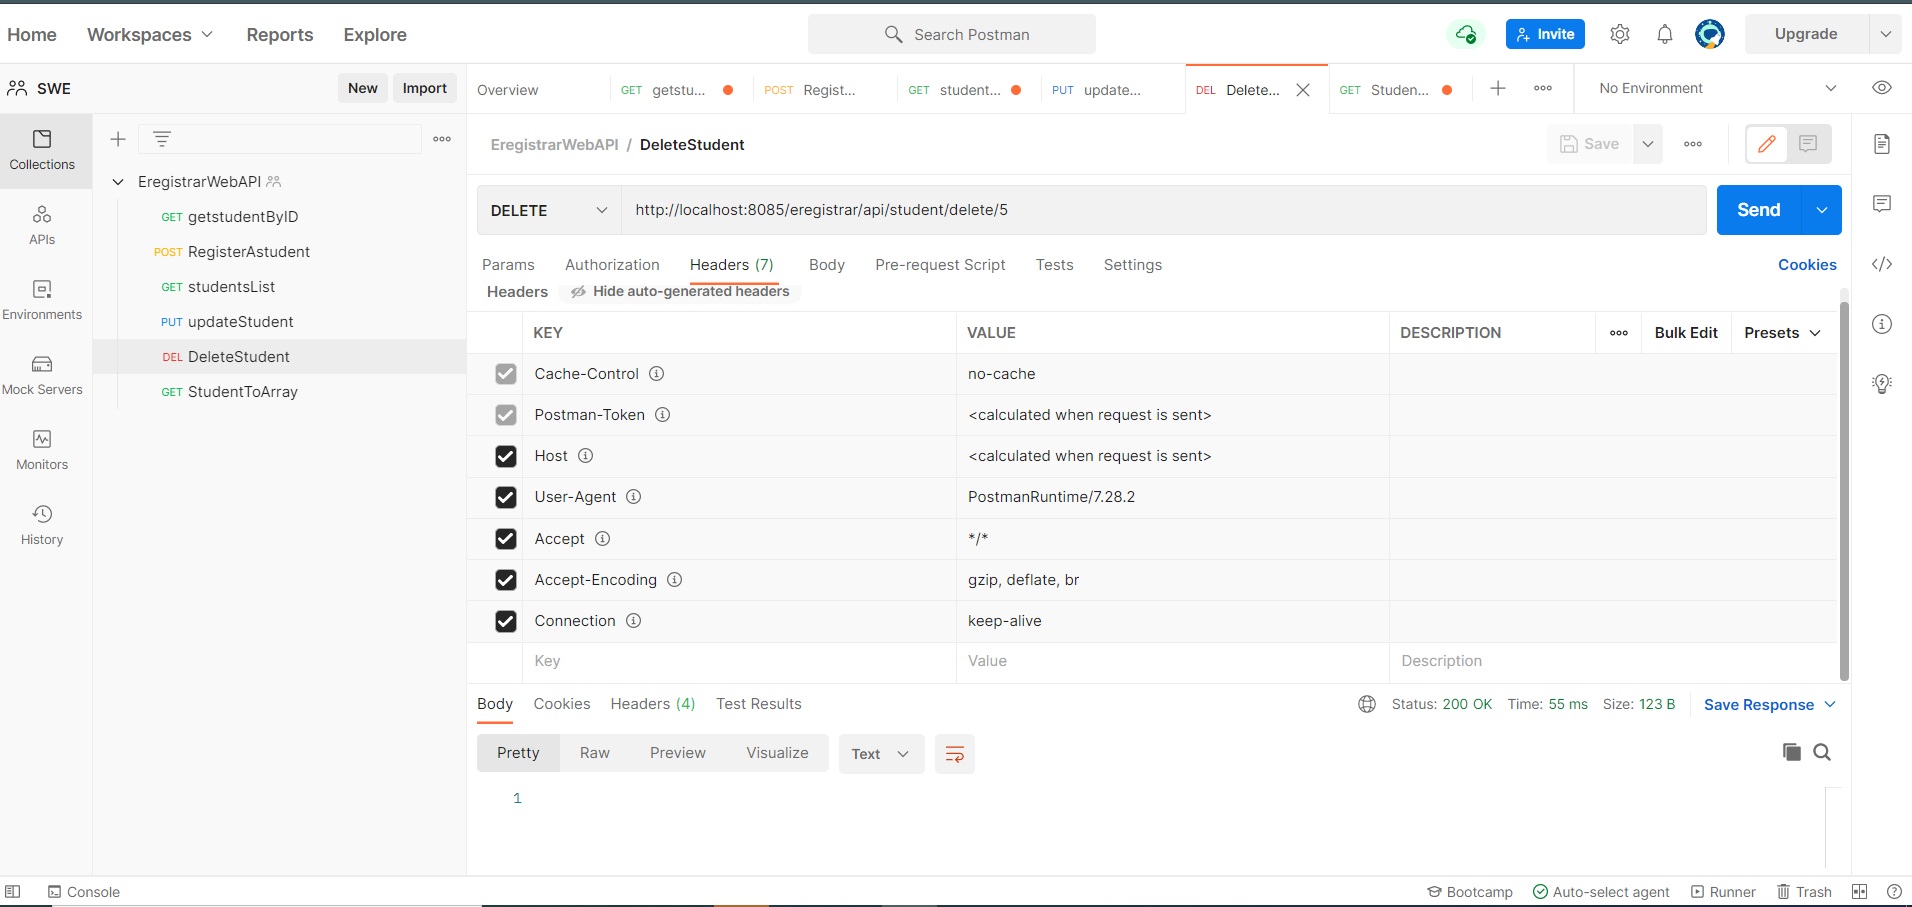 Home Workspaces Reports Explore Search Postman Invite Upgrade
SWE New Import Overview GET getstu... POST Regist... GET student... PUT update... DEL Delete... GET Studen... No Environment
Collections
APIs
Environments
Mock Servers
Monitors
History
EregistrarWebAPI
GET getstudentByID
POST RegisterAstudent
GET studentsList
PUT updateStudent
DEL DeleteStudent
GET StudentToArray
EregistrarWebAPI / DeleteStudent Save
DELETE http://localhost:8085/eregistrar/api/student/delete/5 Send
Params Authorization Headers (7) Body Pre-request Script Tests Settings Cookies
Headers Hide auto-generated headers
KEY VALUE DESCRIPTION Bulk Edit Presets
Cache-Control no-cache
Postman-Token <calculated when request is sent>
Host <calculated when request is sent>
User-Agent PostmanRuntime/7.28.2
Accept */*
Accept-Encoding gzip, deflate, br
Connection keep-alive
Key Value Description
Body Cookies Headers (4) Test Results Status: 200 OK Time: 55 ms Size: 123 B Save Response
Pretty Raw Preview Visualize Text
1
Console Bootcamp Auto-select agent Runner Trash